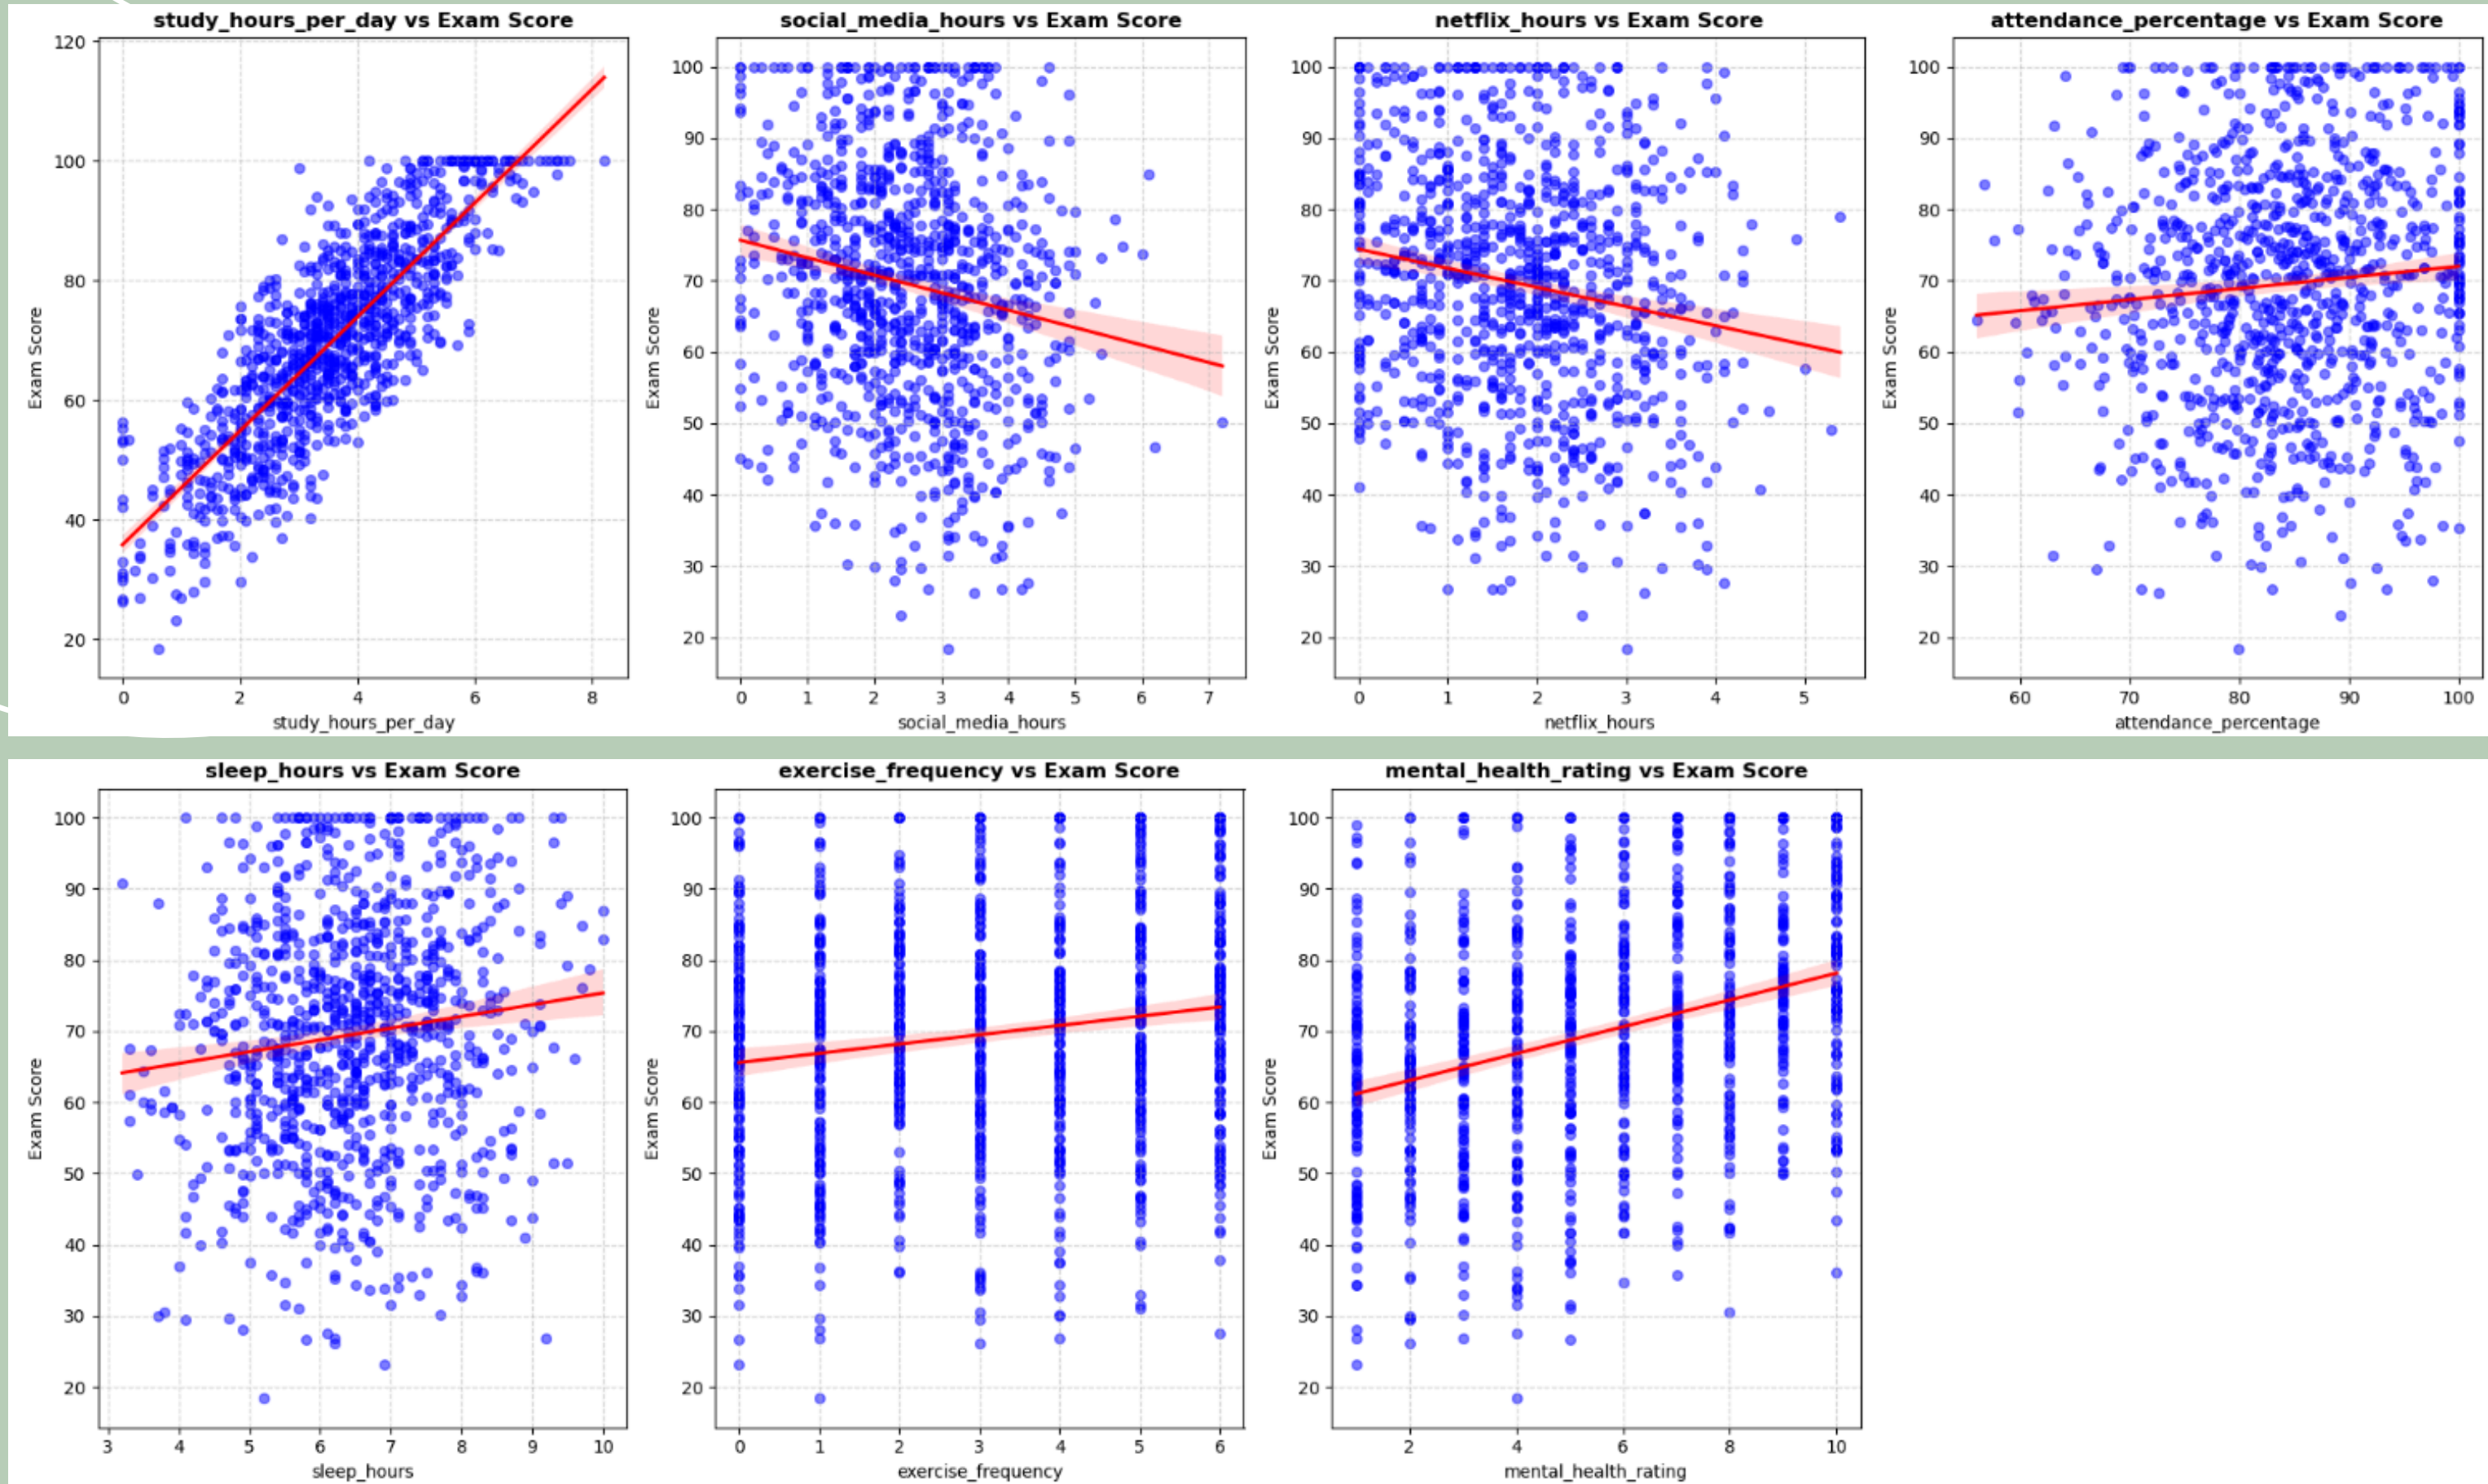 study_hours_per_day vs Exam Score
120
100
80
60
40
20
Exam Score
0 2 4 6 8
study_hours_per_day
social_media_hours vs Exam Score
100
90
80
70
60
50
40
30
20
Exam Score
0 1 2 3 4 5 6 7
social_media_hours
netflix_hours vs Exam Score
100
90
80
70
60
50
40
30
20
Exam Score
0 1 2 3 4 5
netflix_hours
attendance_percentage vs Exam Score
100
90
80
70
60
50
40
30
20
Exam Score
60 70 80 90 100
attendance_percentage
sleep_hours vs Exam Score
100
90
80
70
60
50
40
30
20
Exam Score
3 4 5 6 7 8 9 10
sleep_hours
exercise_frequency vs Exam Score
100
90
80
70
60
50
40
30
20
Exam Score
0 1 2 3 4 5 6
exercise_frequency
mental_health_rating vs Exam Score
100
90
80
70
60
50
40
30
20
Exam Score
2 4 6 8 10
mental_health_rating